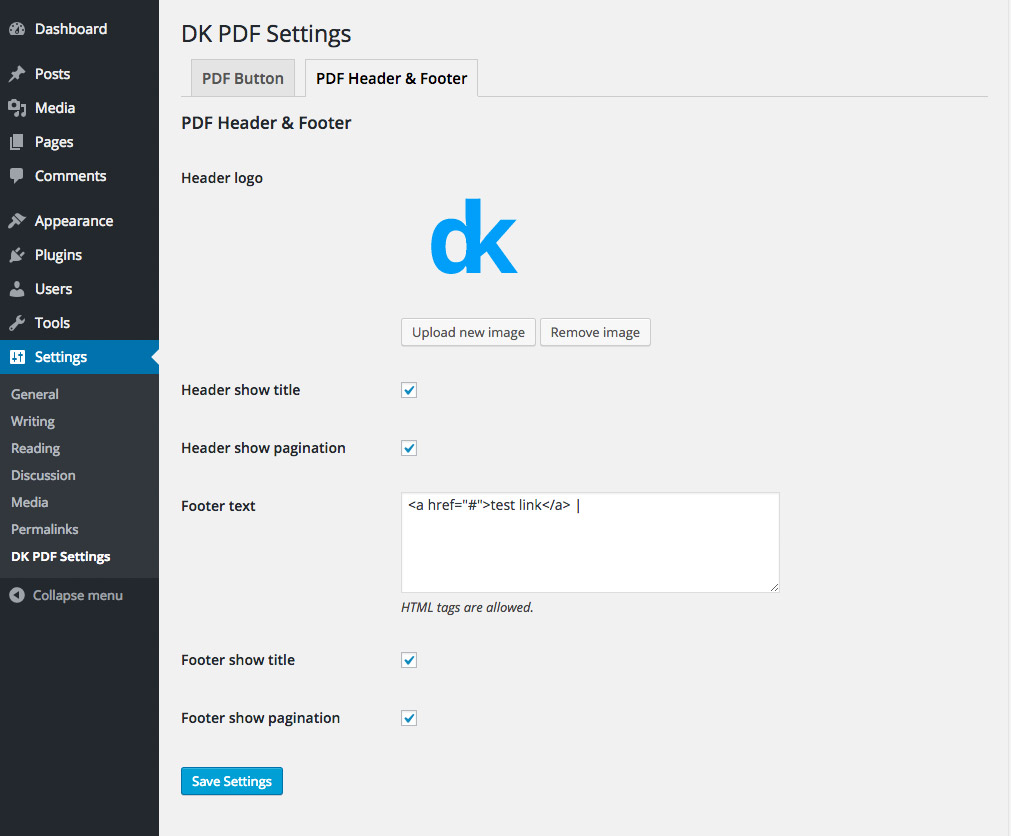 Dashboard
Posts
Media
Pages
Comments
Appearance
Plugins
Users
Tools
Settings
General
Writing
Reading
Discussion
Media
Permalinks
DK PDF Settings
Collapse menu
DK PDF Settings
PDF Button
PDF Header & Footer
PDF Header & Footer
Header logo
dk
Upload new image
Remove image
Header show title
Header show pagination
Footer text
<a href="#">test link</a> |
HTML tags are allowed.
Footer show title
Footer show pagination
Save Settings